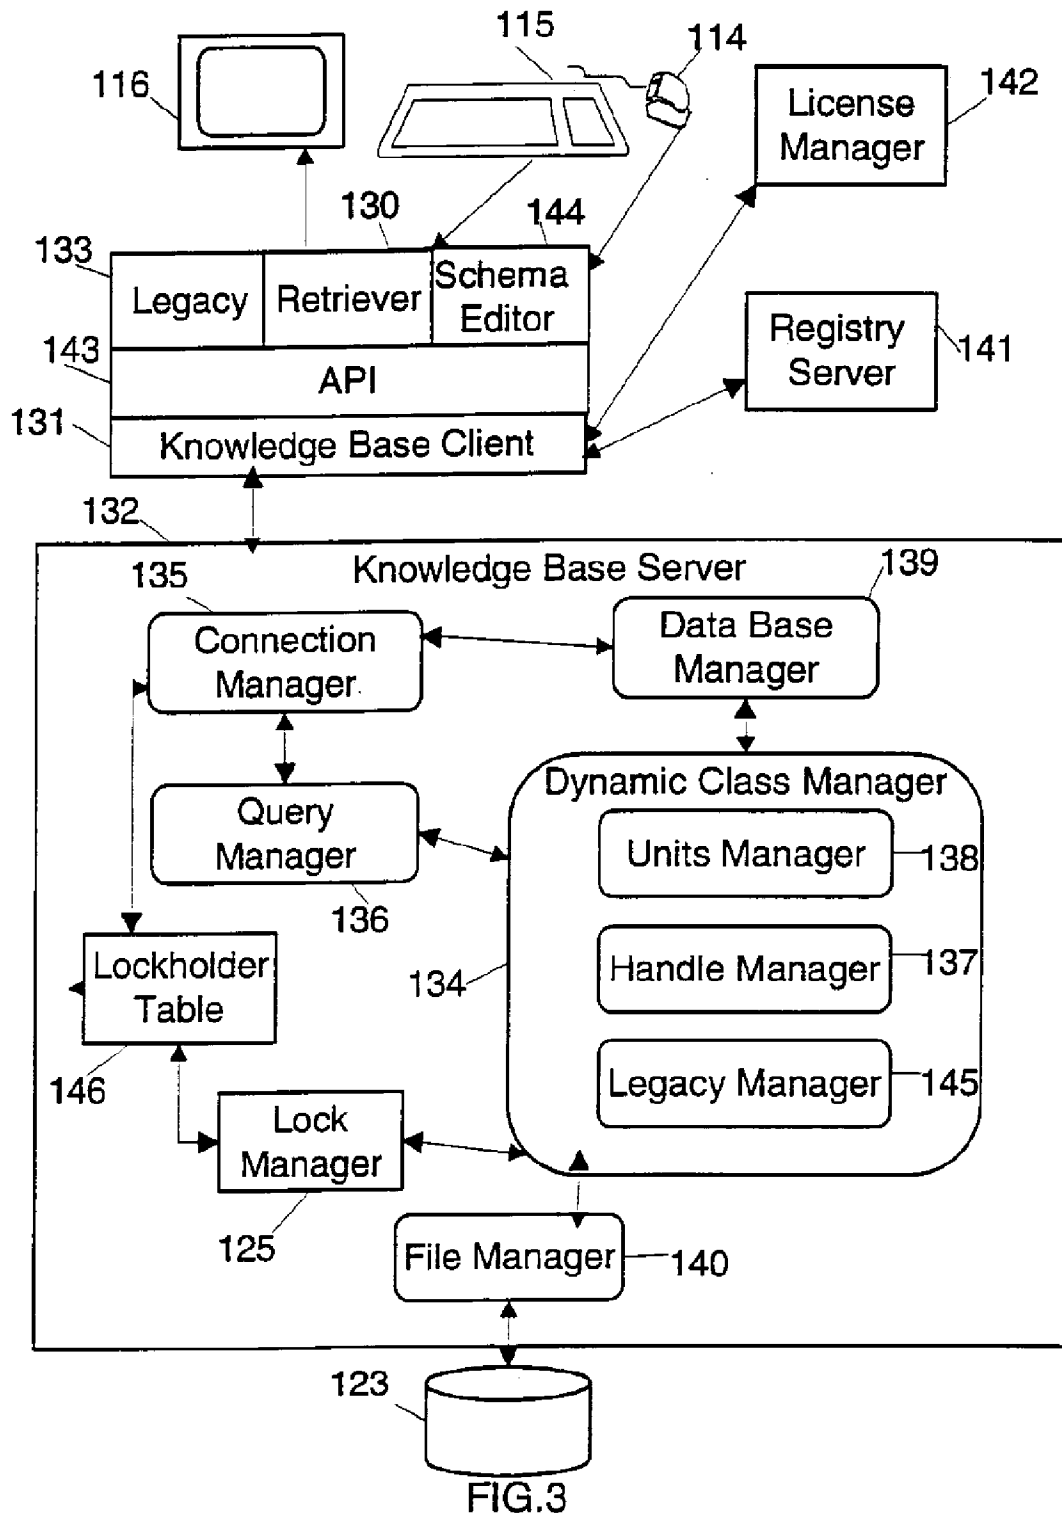 115
114
116
142
License
Manager
130
144
133
Legacy
Retriever
Schema
Editor
Registry
Server
141
143
API
131
Knowledge Base Client
132
Knowledge Base Server
135
139
Connection
Manager
Data Base
Manager
Dynamic Class Manager
Query
Manager
Units Manager
138
136
Lockholder
Table
134
Handle Manager
137
146
Legacy Manager
145
Lock
Manager
125
File Manager
140
123
FIG.3